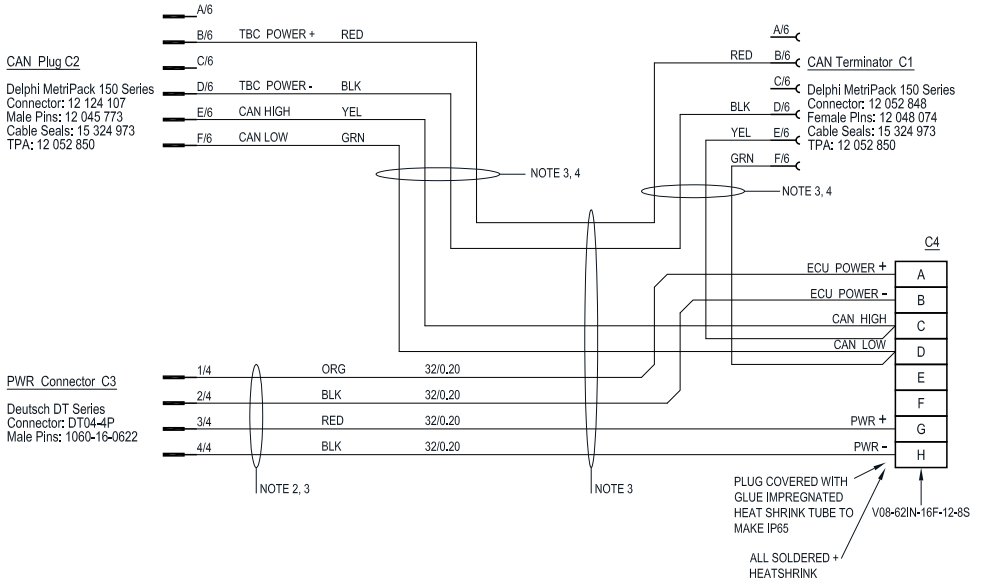 CAN Plug C2
Delphi MetriPack 150 Series
Connector: 12 124 107
Male Pins: 12 045 773
Cable Seals: 15 324 973
TPA: 12 052 850
A/6
B/6 TBC POWER + RED
C/6
D/6 TBC POWER - BLK
E/6 CAN HIGH YEL
F/6 CAN LOW GRN
NOTE 3, 4
A/6
RED B/6
C/6
BLK D/6
YEL E/6
GRN F/6
CAN Terminator C1
Delphi MetriPack 150 Series
Connector: 12 052 848
Female Pins: 12 048 074
Cable Seals: 15 324 973
TPA: 12 052 850
NOTE 3, 4
C4
ECU POWER + A
ECU POWER - B
CAN HIGH C
CAN LOW D
E
F
PWR + G
PWR - H
PWR Connector C3
Deutsch DT Series
Connector: DT04-4P
Male Pins: 1060-16-0622
1/4 ORG 32/0.20
2/4 BLK 32/0.20
3/4 RED 32/0.20
4/4 BLK 32/0.20
NOTE 2, 3
NOTE 3
PLUG COVERED WITH
GLUE IMPREGNATED
HEAT SHRINK TUBE TO
MAKE IP65
V08-62IN-16F-12-8S
ALL SOLDERED +
HEATSHRINK